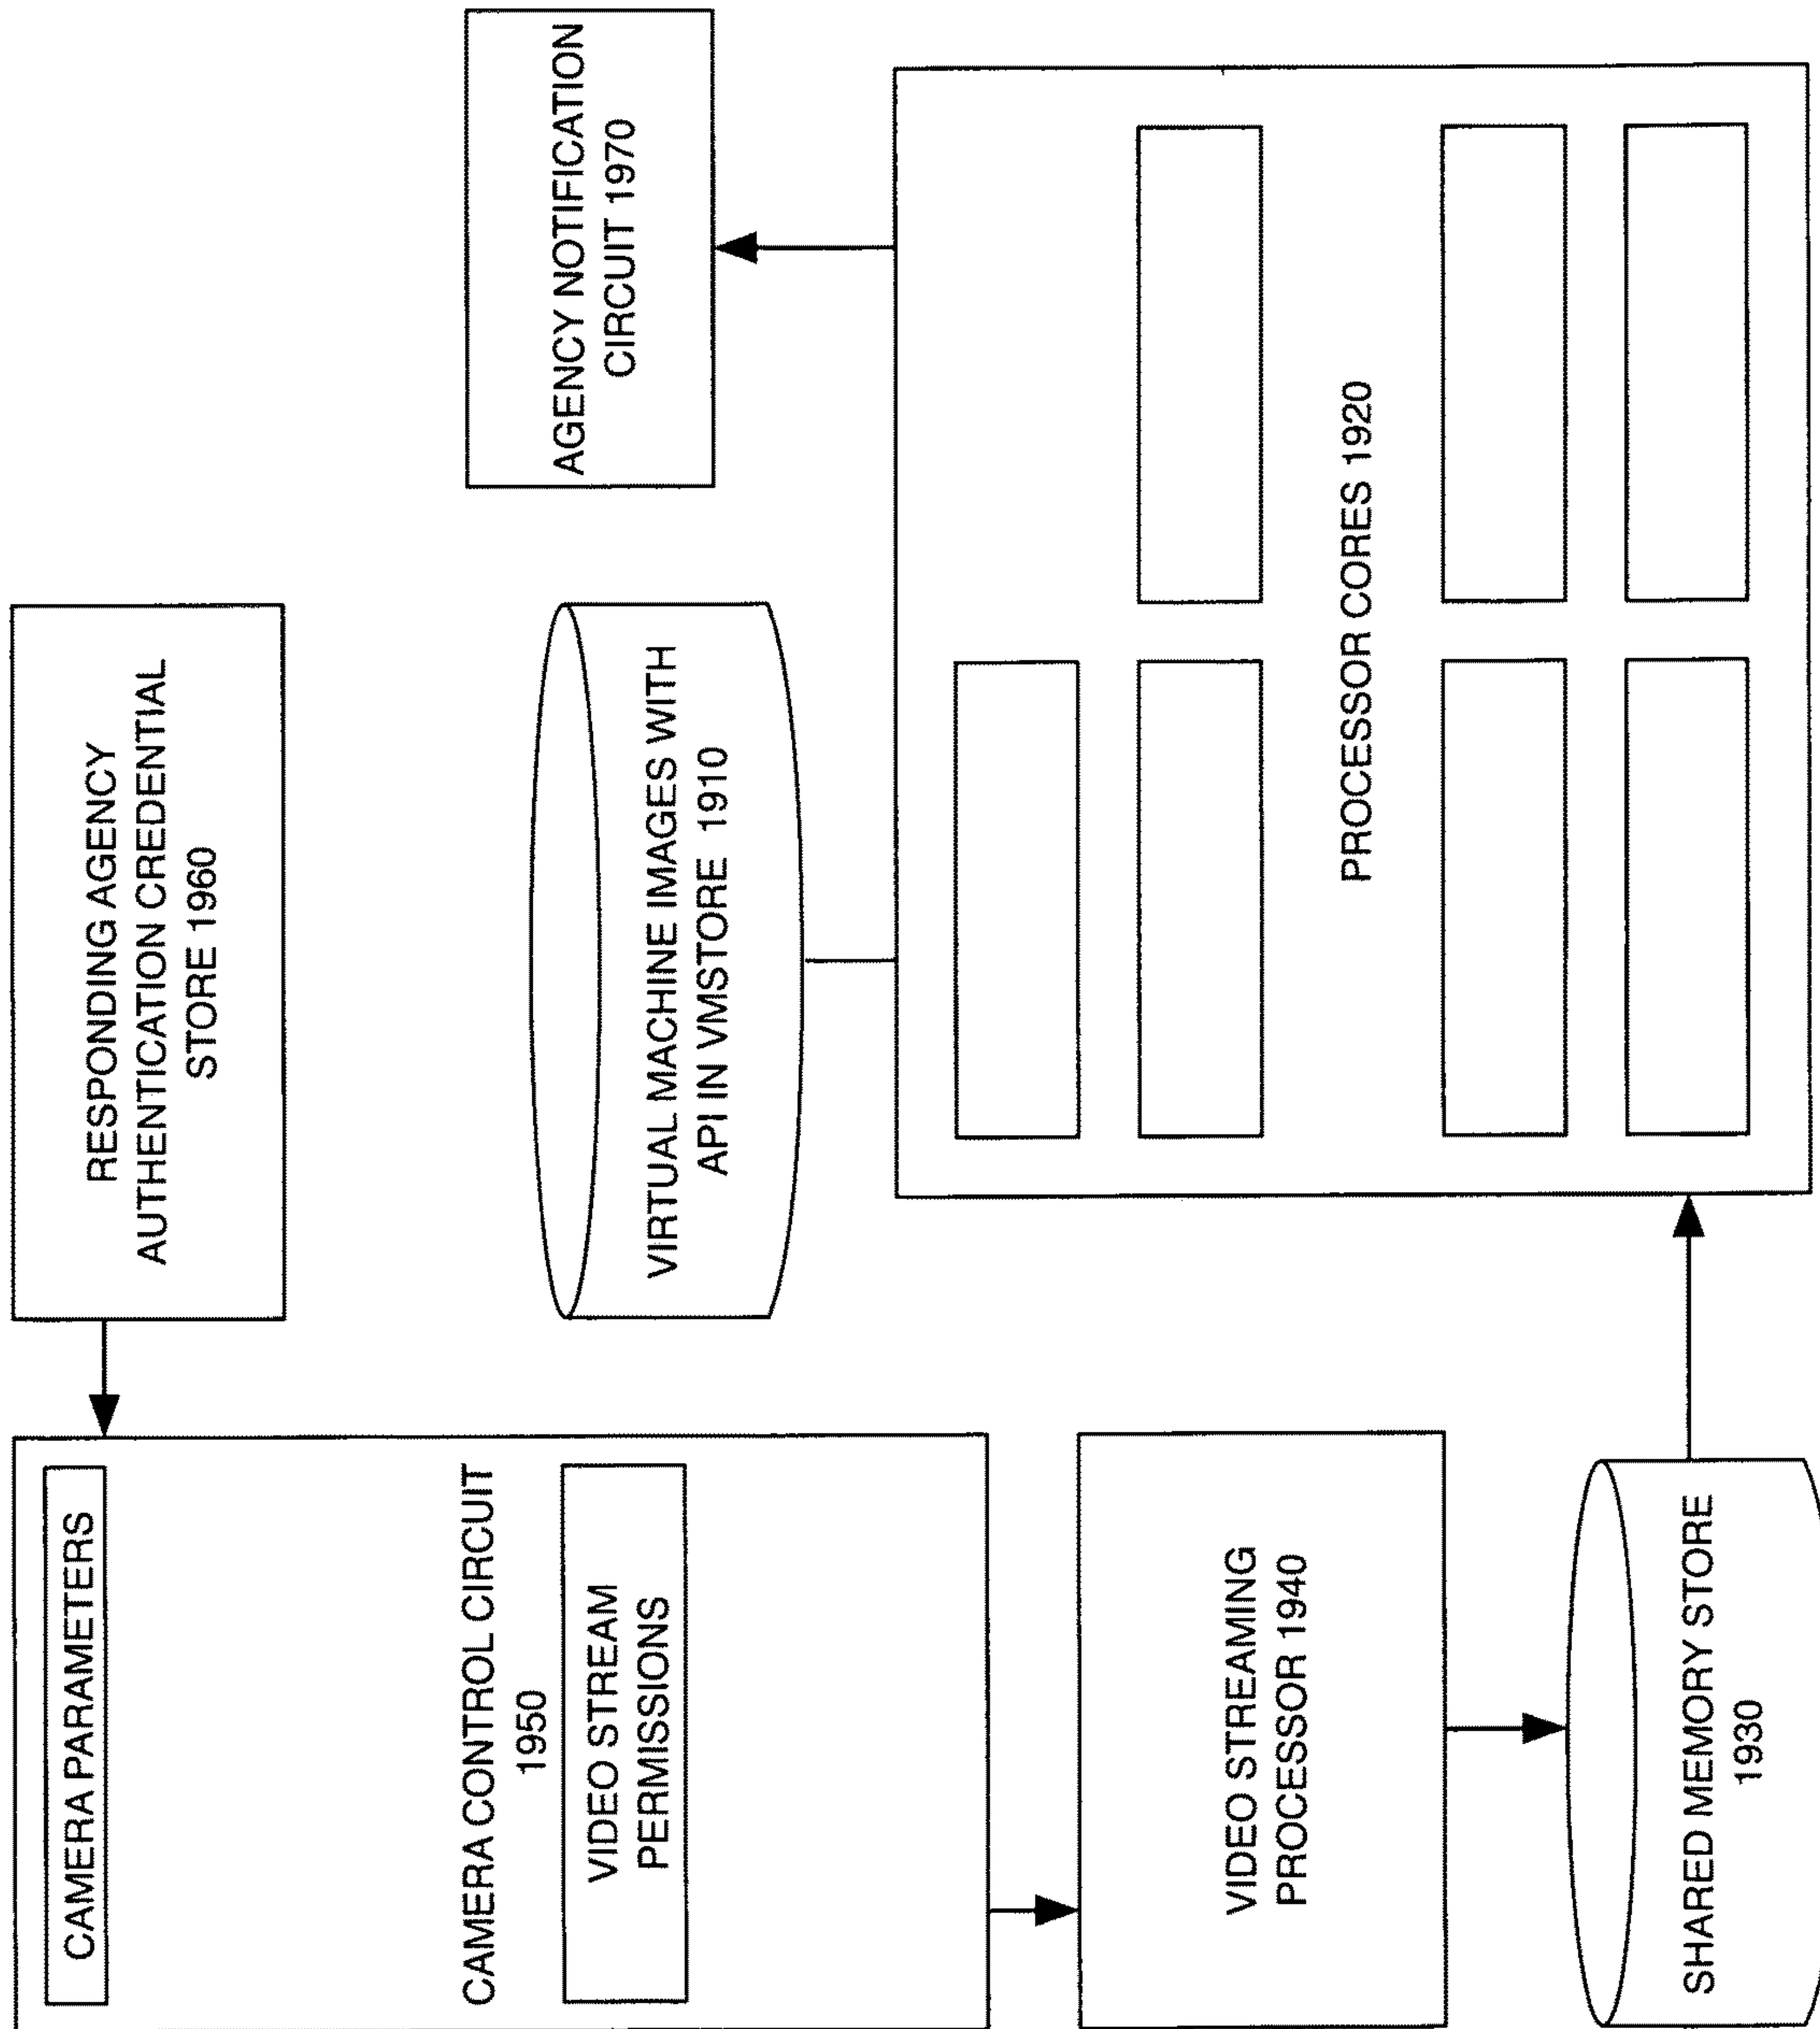 CAMERA PARAMETERS
CAMERA CONTROL CIRCUIT
1950
VIDEO STREAM
PERMISSIONS
RESPONDING AGENCY
AUTHENTICATION CREDENTIAL
STORE 1960
VIDEO STREAMING
PROCESSOR 1940
SHARED MEMORY STORE
1930
VIRTUAL MACHINE IMAGES WITH
API IN VMSTORE 1910
AGENCY NOTIFICATION
CIRCUIT 1970
PROCESSOR CORES 1920